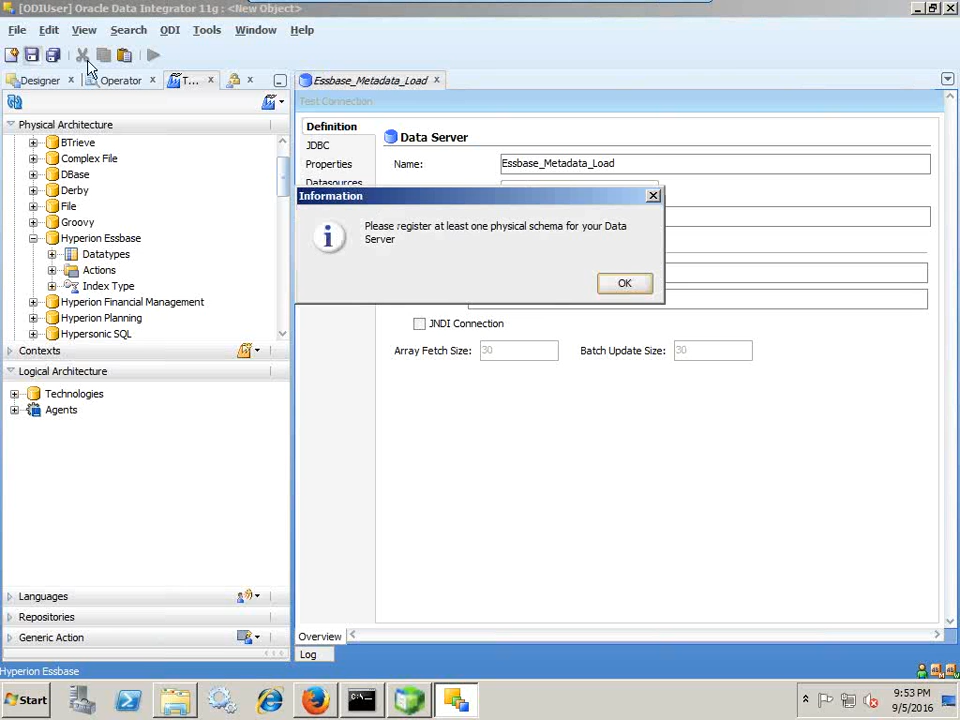 [ODIUser] Oracle Data Integrator 11g : <New Object>
File Edit View Search ODI Tools Window Help
Designer Operator T...
Essbase_Metadata_Load
Test Connection
Physical Architecture
BTrieve
Complex File
DBase
Derby
File
Groovy
Hyperion Essbase
Datatypes
Actions
Index Type
Hyperion Financial Management
Hyperion Planning
Hypersonic SQL
Contexts
Logical Architecture
Technologies
Agents
Languages
Repositories
Generic Action
Definition
JDBC
Properties
Datasources
Data Server
Name: Essbase_Metadata_Load
Information
Please register at least one physical schema for your Data
Server
OK
JNDI Connection
Array Fetch Size: 30 Batch Update Size: 30
Overview
Log
Hyperion Essbase
Start
9:53 PM
9/5/2016